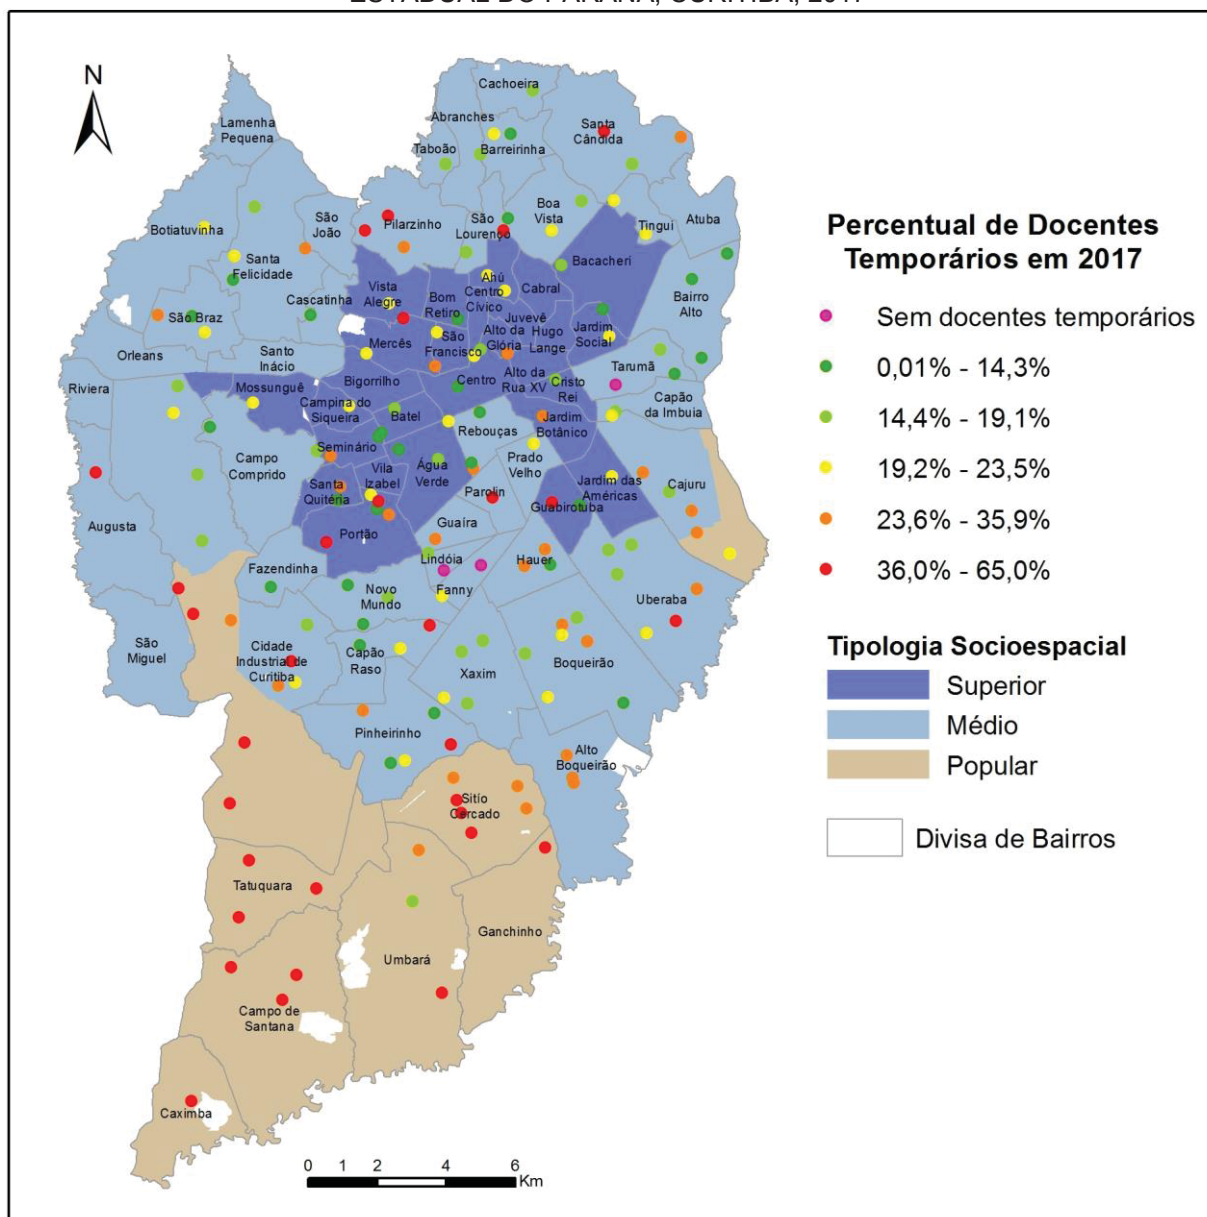 ESTADUAL DO PARANÁ, CURITIBA, 2017
N
Cachoeira
Abranches
Lamenha
Pequena
Santa
Cândida
Taboão
Barreirinha
Botiatuvinha
São
João
Pilarzinho
São
Lourenço
Boa
Vista
Tingui
Atuba
Santa
Felicidade
Bacacheri
Cascatinha
Vista
Alegre
Bom
Retiro
Ahú
Centro
Cívico
Cabral
Bairro
Alto
São Braz
Juvevê
Orleans
Mercês
São
Francisco
Alto da
Glória
Hugo
Lange
Jardim
Social
Santo
Inácio
Tarumã
Riviera
Mossunguê
Bigorrilho
Centro
Alto da
Rua XV
Cristo
Rei
Campina do
Siqueira
Batel
Rebouças
Jardim
Botânico
Capão
da Imbuia
Seminário
Campo
Comprido
Vila
Izabel
Água
Verde
Prado
Velho
Santa
Quitéria
Parolin
Guabirotuba
Jardim das
Américas
Cajuru
Augusta
Portão
Guaíra
Lindóia
Hauer
Fazendinha
Novo
Mundo
Fanny
Uberaba
São
Miguel
Cidade
Industrial de
Curitiba
Capão
Raso
Xaxim
Boqueirão
Pinheirinho
Alto
Boqueirão
Sitío
Cercado
Tatuquara
Ganchinho
Umbará
Campo de
Santana
Caximba
0 1 2 4 6
Km
Percentual de Docentes
Temporários em 2017
Sem docentes temporários
0,01% - 14,3%
14,4% - 19,1%
19,2% - 23,5%
23,6% - 35,9%
36,0% - 65,0%
Tipologia Socioespacial
Superior
Médio
Popular
Divisa de Bairros